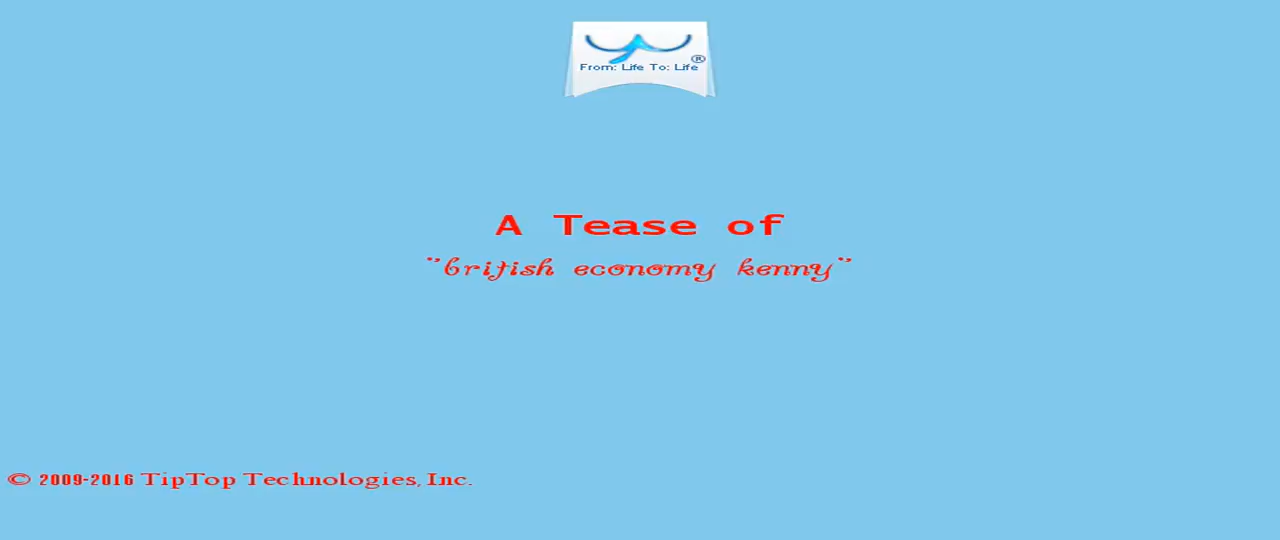 From: Life To: Life ®
A Tease of
"british economy kenny"
© 2009-2016 TipTop Technologies, Inc.